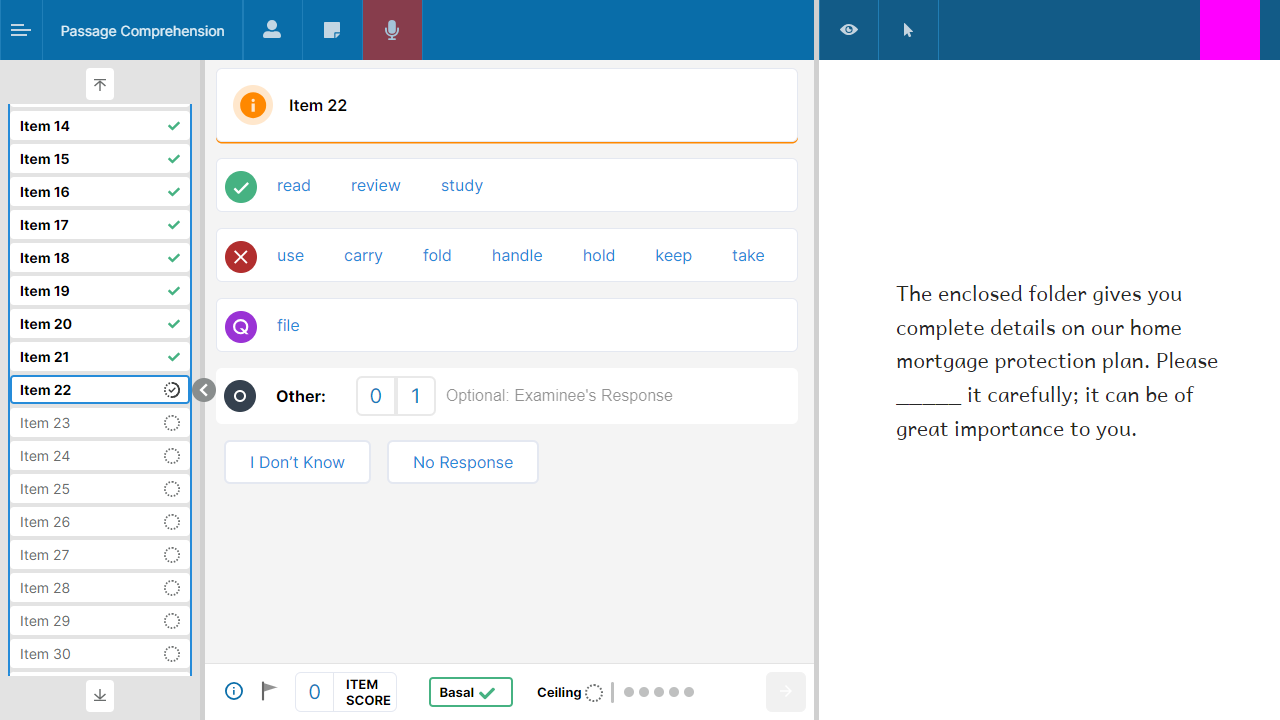 Passage Comprehension
Item 14
Item 15
Item 16
Item 17
Item 18
Item 19
Item 20
Item 21
Item 22
Item 23
Item 24
Item 25
Item 26
Item 27
Item 28
Item 29
Item 30
i Item 22
read review study
use carry fold handle hold keep take
Q file
O Other: 0 1 Optional: Examinee's Response
I Don’t Know No Response
i 0 ITEM
SCORE
Basal Ceiling
The enclosed folder gives you
complete details on our home
mortgage protection plan. Please
_____ it carefully; it can be of
great importance to you.